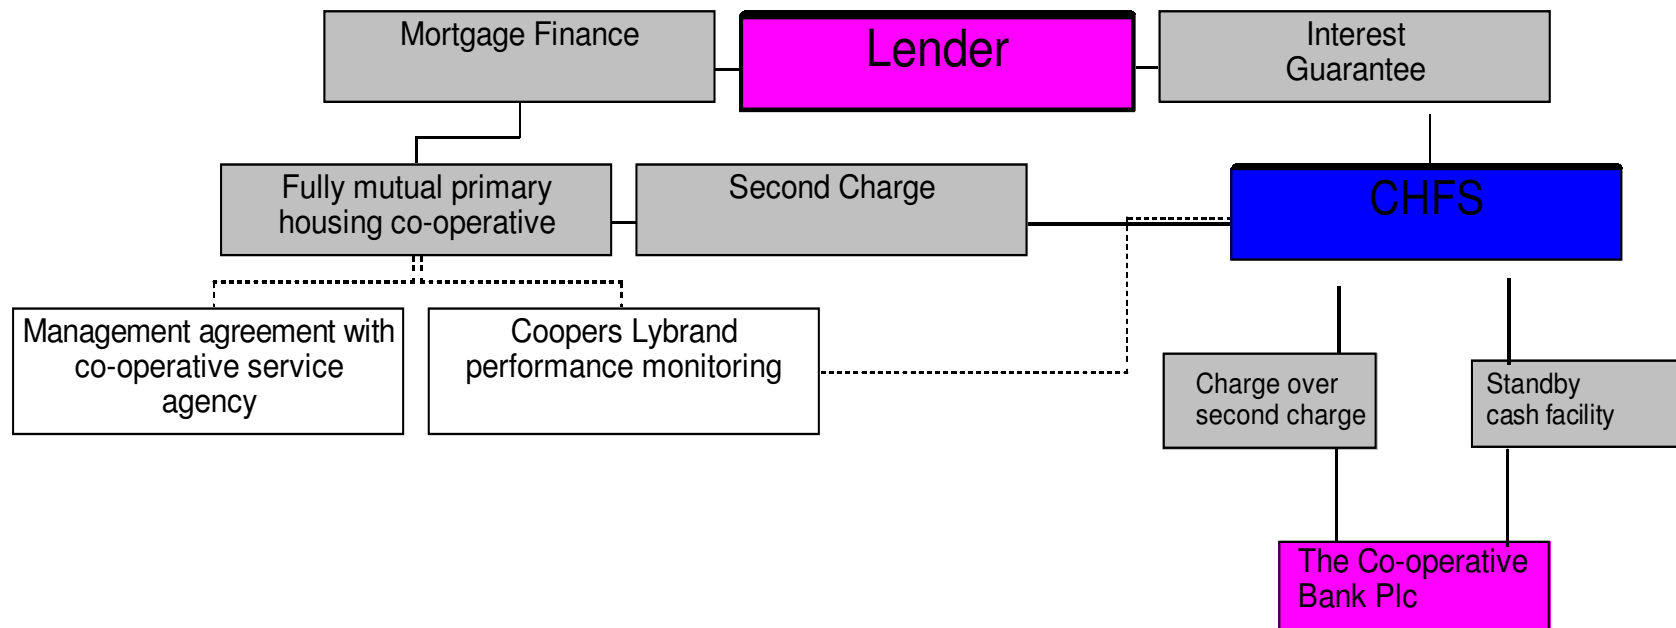 Mortgage Finance
Lender
Interest
Guarantee
Fully mutual primary
housing co-operative
Second Charge
CHFS
Management agreement with
co-operative service
agency
Coopers Lybrand
performance monitoring
Charge over
second charge
Standby
cash facility
The Co-operative
Bank Plc